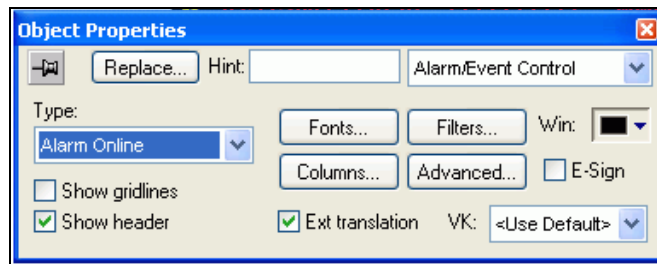 Object Properties
Replace... Hint: Alarm/Event Control
Type:
Alarm Online
Fonts... Filters... Win:
Columns... Advanced... E-Sign
Show gridlines
Show header Ext translation VK: <Use Default>